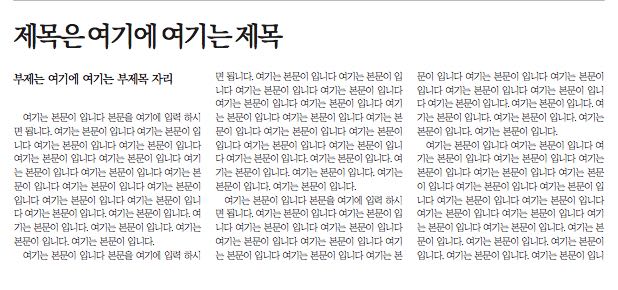 제목은 여기에 여기는 제목
부제는 여기에 여기는 부제목 자리
여기는 본문이 입니다 본문을 여기에 입력 하시
면 됩니다. 여기는 본문이 입니다 여기는 본문이 입
니다 여기는 본문이 입니다 여기는 본문이 입니다
여기는 본문이 입니다 여기는 본문이 입니다 여기
는 본문이 입니다 여기는 본문이 입니다 여기는 본
문이 입니다 여기는 본문이 입니다 여기는 본문이
입니다 여기는 본문이 입니다 여기는 본문이 입니
다 여기는 본문이 입니다. 여기는 본문이 입니다. 여
기는 본문이 입니다. 여기는 본문이 입니다. 여기는
본문이 입니다. 여기는 본문이 입니다.
여기는 본문이 입니다 본문을 여기에 입력 하시
면 됩니다. 여기는 본문이 입니다 여기는 본문이 입
니다 여기는 본문이 입니다 여기는 본문이 입니다
여기는 본문이 입니다 여기는 본문이 입니다 여기
는 본문이 입니다 여기는 본문이 입니다 여기는 본
문이 입니다 여기는 본문이 입니다 여기는 본문이
입니다 여기는 본문이 입니다 여기는 본문이 입니
다 여기는 본문이 입니다. 여기는 본문이 입니다. 여
기는 본문이 입니다. 여기는 본문이 입니다. 여기는
본문이 입니다. 여기는 본문이 입니다.
여기는 본문이 입니다 본문을 여기에 입력 하시
면 됩니다. 여기는 본문이 입니다 여기는 본문이 입
니다 여기는 본문이 입니다 여기는 본문이 입니다
여기는 본문이 입니다 여기는 본문이 입니다 여기
는 본문이 입니다 여기는 본문이 입니다 여기는 본
문이 입니다 여기는 본문이 입니다 여기는 본문이
입니다 여기는 본문이 입니다 여기는 본문이 입니
다 여기는 본문이 입니다. 여기는 본문이 입니다. 여
기는 본문이 입니다. 여기는 본문이 입니다. 여기는
본문이 입니다. 여기는 본문이 입니다.
여기는 본문이 입니다 여기는 본문이 입니다 여
기는 본문이 입니다 여기는 본문이 입니다 여기는
본문이 입니다 여기는 본문이 입니다 여기는 본문
이 입니다 여기는 본문이 입니다 여기는 본문이 입
니다 여기는 본문이 입니다 여기는 본문이 입니다
여기는 본문이 입니다. 여기는 본문이 입니다 여기
는 본문이 입니다. 여기는 본문이 입니다. 여기는
본문이 입니다. 여기는 본문이 입니다. 여기는 본문
이 입니다. 여기는 본문이 입니다. 여기는 본문이 입니